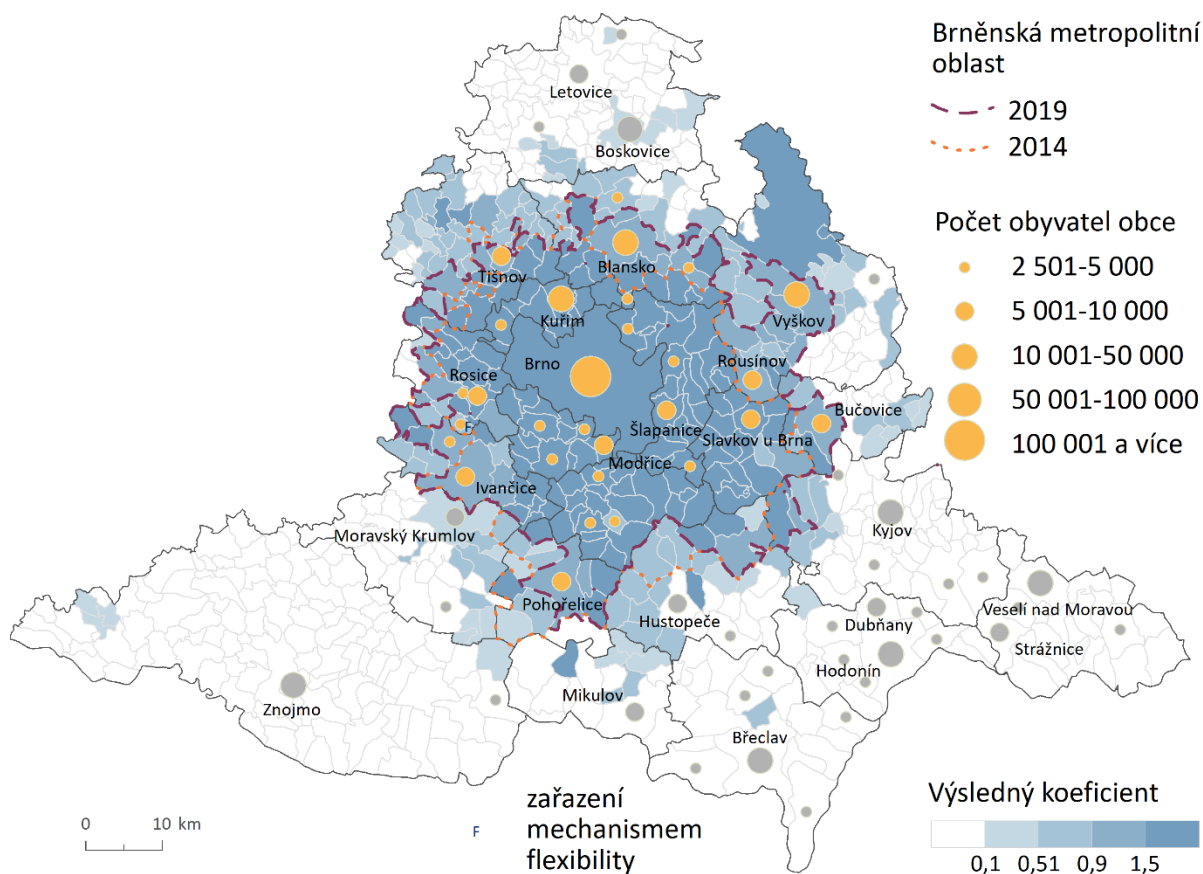 Brněnská metropolitní
oblast
2019
2014
Letovice
Boskovice
Počet obyvatel obce
2 501-5 000
5 001-10 000
10 001-50 000
50 001-100 000
100 001 a více
Tišnov
Blansko
Kuřim
Vyškov
Brno
Rousínov
Rosice
F
Šlapanice
Slavkov u Brna
Bučovice
Modřice
Ivančice
Moravský Krumlov
Kyjov
Pohořelice
Hustopeče
Veselí nad Moravou
Dubňany
Strážnice
Hodonín
Mikulov
Znojmo
Břeclav
0 10 km
F
zařazení
mechanismem
flexibility
Výsledný koeficient
0,1 0,51 0,9 1,5